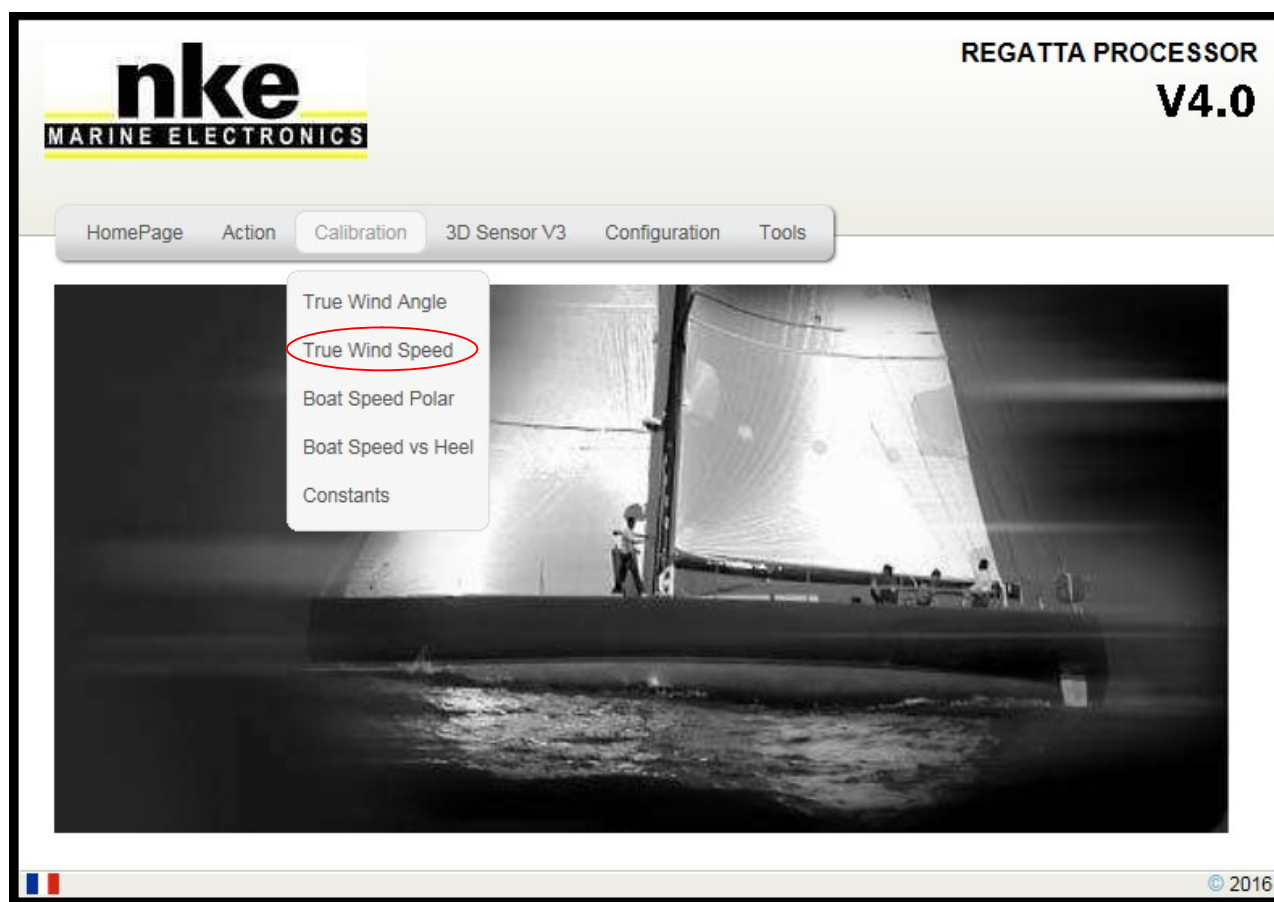 nke
MARINE ELECTRONICS
REGATTA PROCESSOR
V4.0
HomePage Action Calibration 3D Sensor V3 Configuration Tools
True Wind Angle
True Wind Speed
Boat Speed Polar
Boat Speed vs Heel
Constants
© 2016